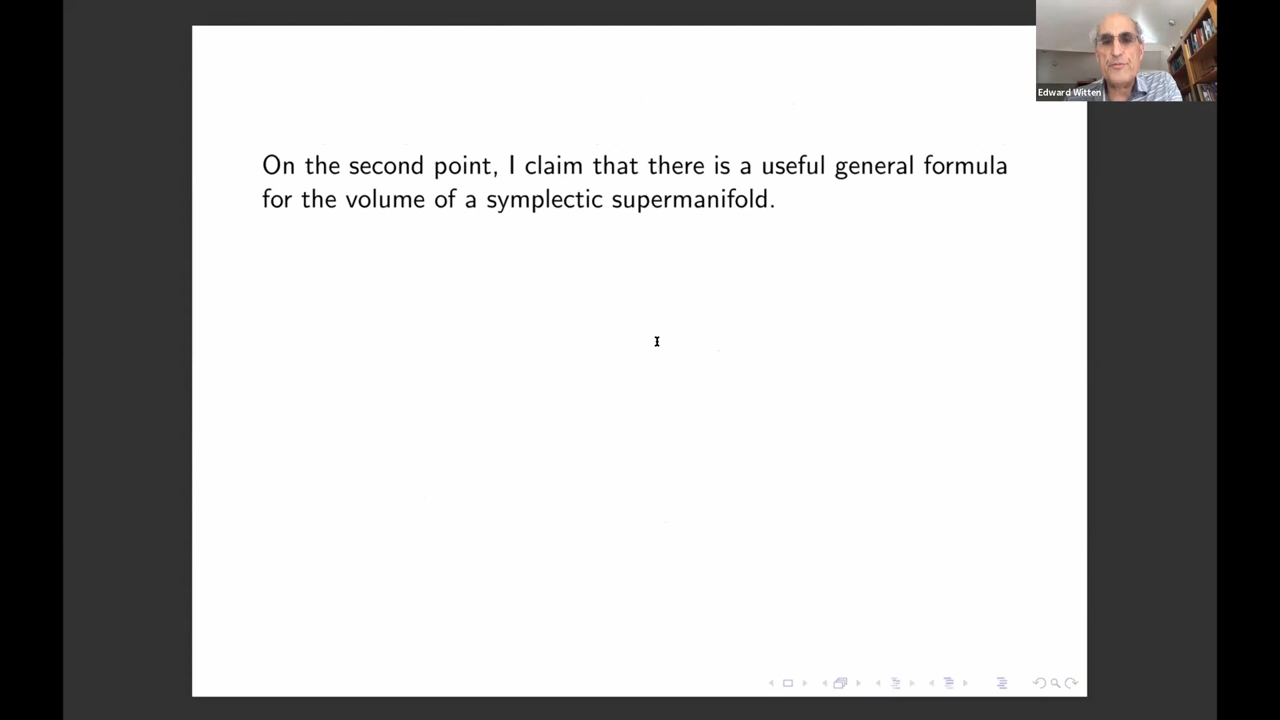 Edward Witten
On the second point, I claim that there is a useful general formula
for the volume of a symplectic supermanifold.